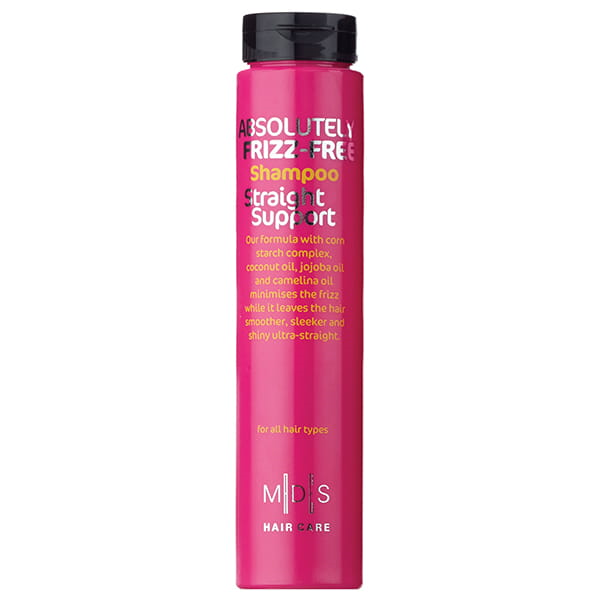 ABSOLUTELY
FRIZZ-FREE
Shampoo
Straight
Support
Our formula with corn
starch complex,
coconut oil, jojoba oil
and camelina oil
minimises the frizz
while it leaves the hair
smoother, sleeker and
shiny ultra-straight.
for all hair types
M|D|S
HAIR CARE